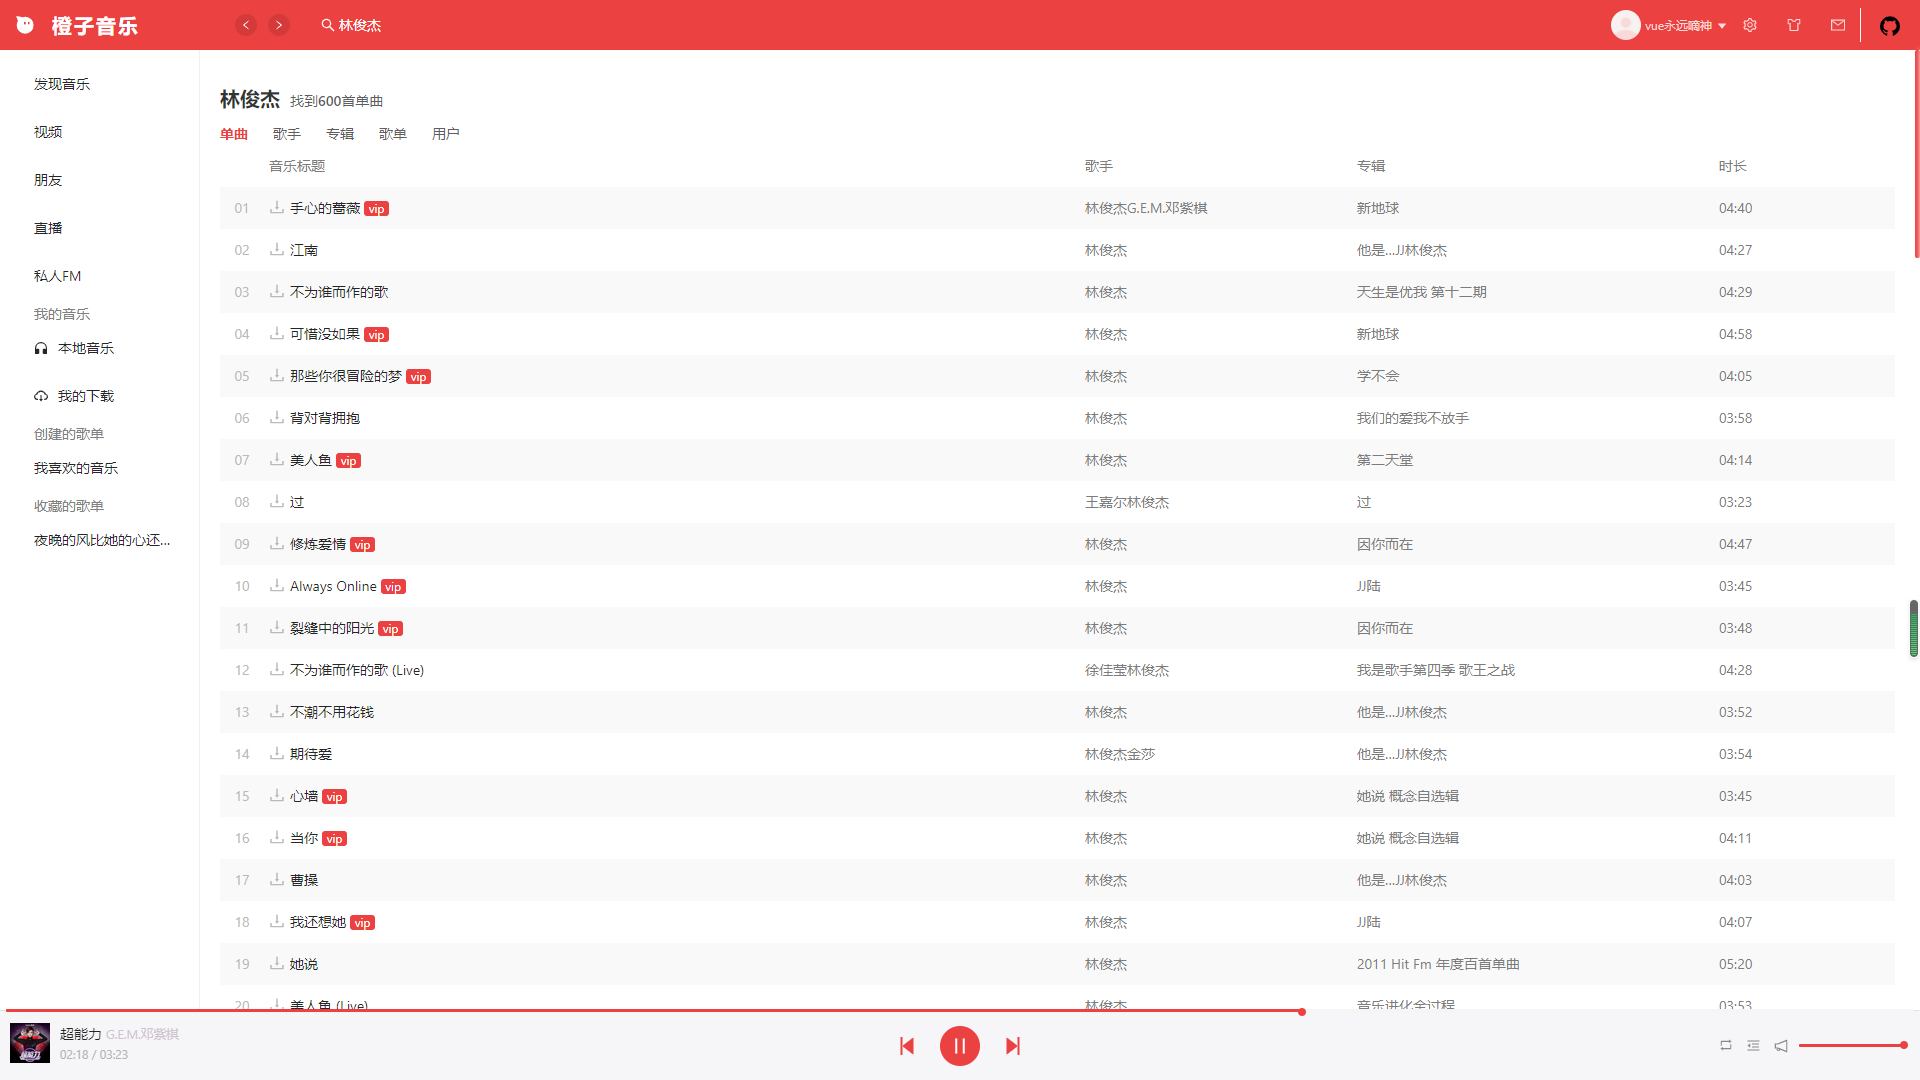 橙子音乐
林俊杰
vue永远嘀神
发现音乐
视频
朋友
直播
私人FM
我的音乐
本地音乐
我的下载
创建的歌单
我喜欢的音乐
收藏的歌单
夜晚的风比她的心还...
林俊杰 找到600首单曲
单曲 歌手 专辑 歌单 用户
音乐标题 歌手 专辑 时长
01 手心的蔷薇 vip 林俊杰G.E.M.邓紫棋 新地球 04:40
02 江南 林俊杰 他是...JJ林俊杰 04:27
03 不为谁而作的歌 林俊杰 天生是优我 第十二期 04:29
04 可惜没如果 vip 林俊杰 新地球 04:58
05 那些你很冒险的梦 vip 林俊杰 学不会 04:05
06 背对背拥抱 林俊杰 我们的爱我不放手 03:58
07 美人鱼 vip 林俊杰 第二天堂 04:14
08 过 王嘉尔林俊杰 过 03:23
09 修炼爱情 vip 林俊杰 因你而在 04:47
10 Always Online vip 林俊杰 JJ陆 03:45
11 裂缝中的阳光 vip 林俊杰 因你而在 03:48
12 不为谁而作的歌 (Live) 徐佳莹林俊杰 我是歌手第四季 歌王之战 04:28
13 不潮不用花钱 林俊杰 他是...JJ林俊杰 03:52
14 期待爱 林俊杰金莎 他是...JJ林俊杰 03:54
15 心墙 vip 林俊杰 她说 概念自选辑 03:45
16 当你 vip 林俊杰 她说 概念自选辑 04:11
17 曹操 林俊杰 他是...JJ林俊杰 04:03
18 我还想她 vip 林俊杰 JJ陆 04:07
19 她说 林俊杰 2011 Hit Fm 年度百首单曲 05:20
20 美人鱼 (Live) 林俊杰 音乐进化全过程 03:53
超能力 G.E.M.邓紫棋
02:18 / 03:23
超能力